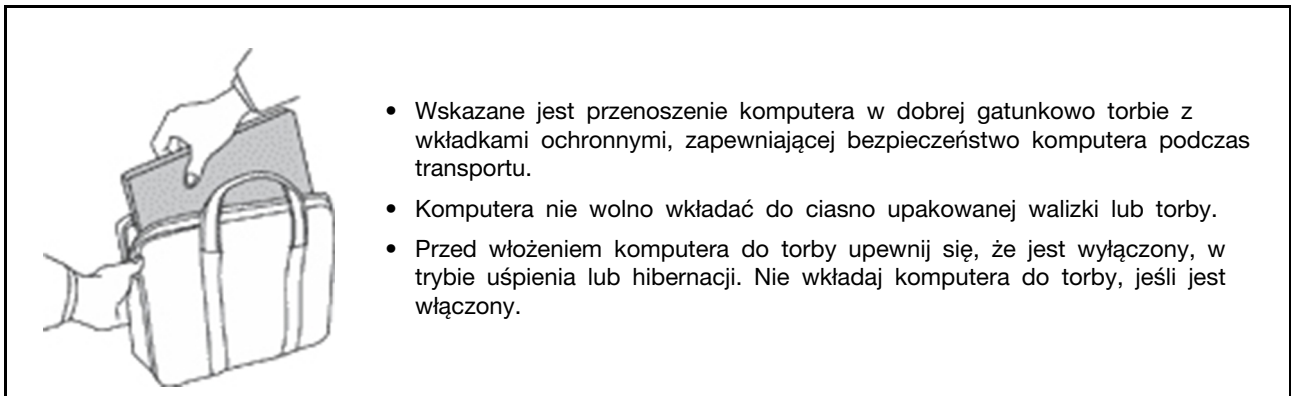 • Wskazane jest przenoszenie komputera w dobrej gatunkowo torbie z
wkładkami ochronnymi, zapewniającej bezpieczeństwo komputera podczas
transportu.
• Komputera nie wolno wkładać do ciasno upakowanej walizki lub torby.
• Przed włożeniem komputera do torby upewnij się, że jest wyłączony, w
trybie uśpienia lub hibernacji. Nie wkładaj komputera do torby, jeśli jest
włączony.